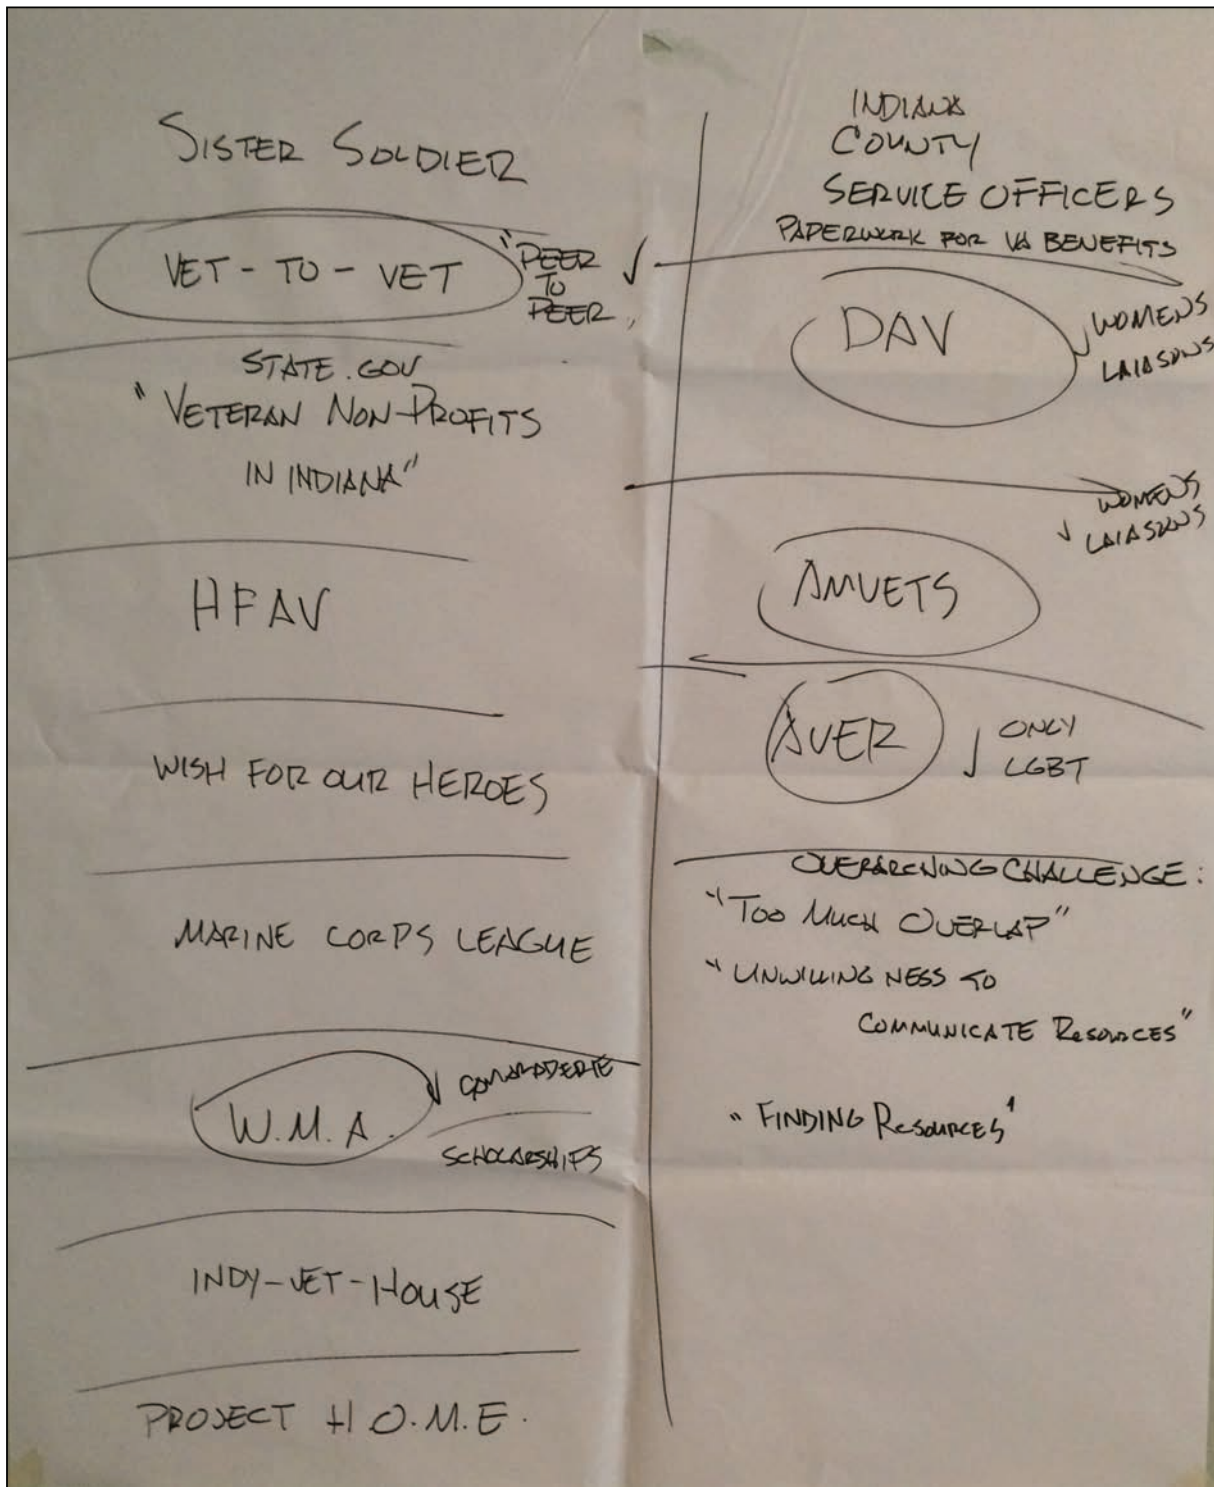 SISTER SOLDIER
VET - TO - VET
"PEER
TO
PEER
STATE.GOV
"VETERAN NON-PROFITS
IN INDIANA"
HFAV
WISH FOR OUR HEROES
MARINE CORPS LEAGUE
W.M.A.
CAMARADERIE
SCHOLARSHIPS
INDY-VET-HOUSE
PROJECT H.O.M.E.
INDIANA
COUNTY
SERVICE OFFICERS
PAPERWORK FOR VA BENEFITS
DAV
WOMENS
LAIASONS
WOMENS
LAIASONS
AMVETS
AVER
ONLY
LGBT
OVERARCHING CHALLENGE:
"TOO MUCH OVERLAP"
"UNWILLINGNESS TO
COMMUNICATE RESOURCES"
"FINDING RESOURCES"